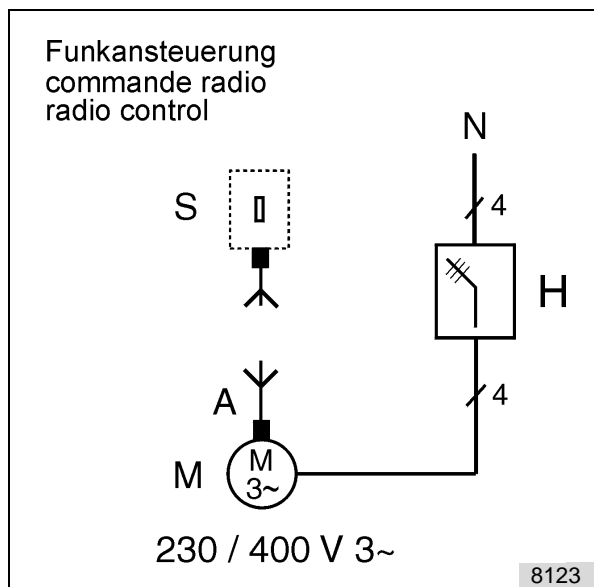 Funkansteuerung
commande radio
radio control
N
S
4
H
4
A
M
M
3~
230 / 400 V 3~
8123